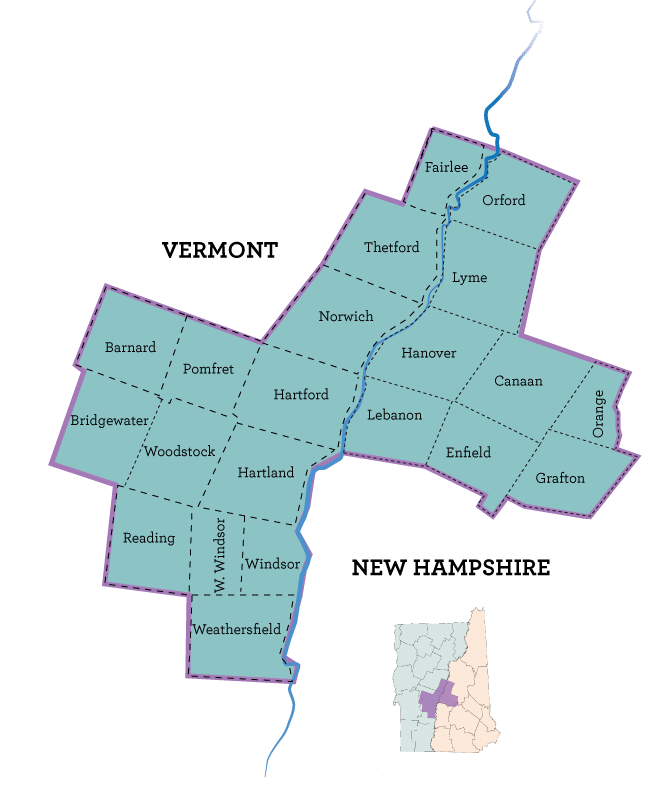 Fairlee
Orford
VERMONT
Thetford
Lyme
Norwich
Barnard
Hanover
Pomfret
Canaan
Hartford
Orange
Lebanon
Bridgewater
Woodstock
Enfield
Hartland
Grafton
Reading
W. Windsor
Windsor
NEW HAMPSHIRE
Weathersfield